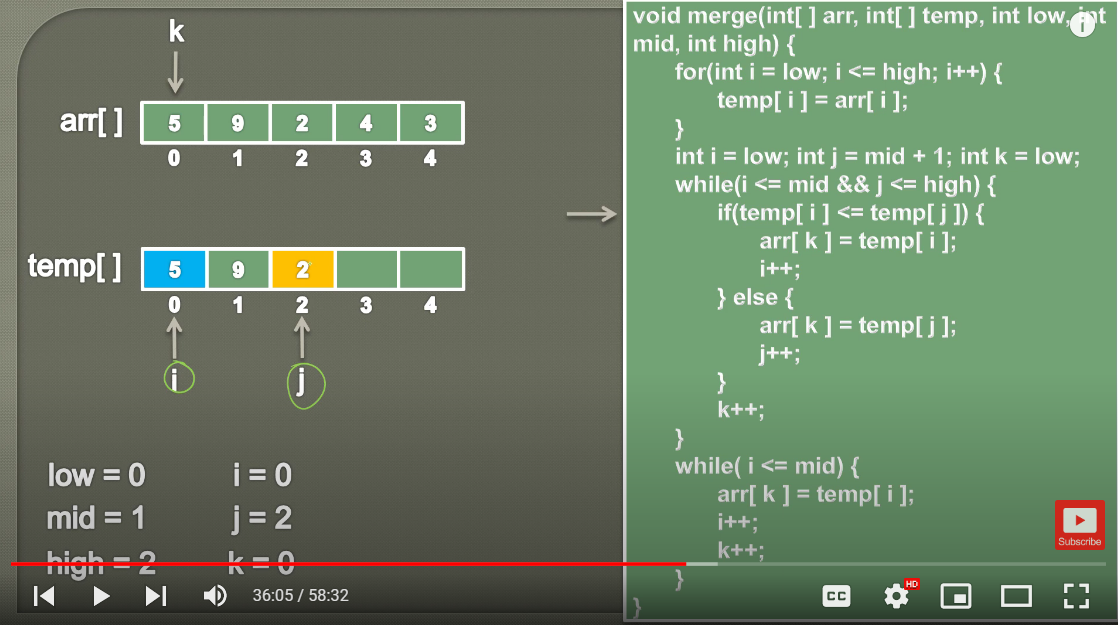 k
arr[ ]
5 9 2 4 3
0 1 2 3 4
temp[ ]
5 9 2
0 1 2 3 4
i j
low = 0 i = 0
mid = 1 j = 2
high = 2 k = 0
void merge(int[ ] arr, int[ ] temp, int low, int
mid, int high) {
for(int i = low; i <= high; i++) {
temp[ i ] = arr[ i ];
}
int i = low; int j = mid + 1; int k = low;
while(i <= mid && j <= high) {
if(temp[ i ] <= temp[ j ]) {
arr[ k ] = temp[ i ];
i++;
} else {
arr[ k ] = temp[ j ];
j++;
}
k++;
}
while( i <= mid) {
arr[ k ] = temp[ i ];
i++;
k++;
}
}
i
Subscribe
36:05 / 58:32
CC
HD